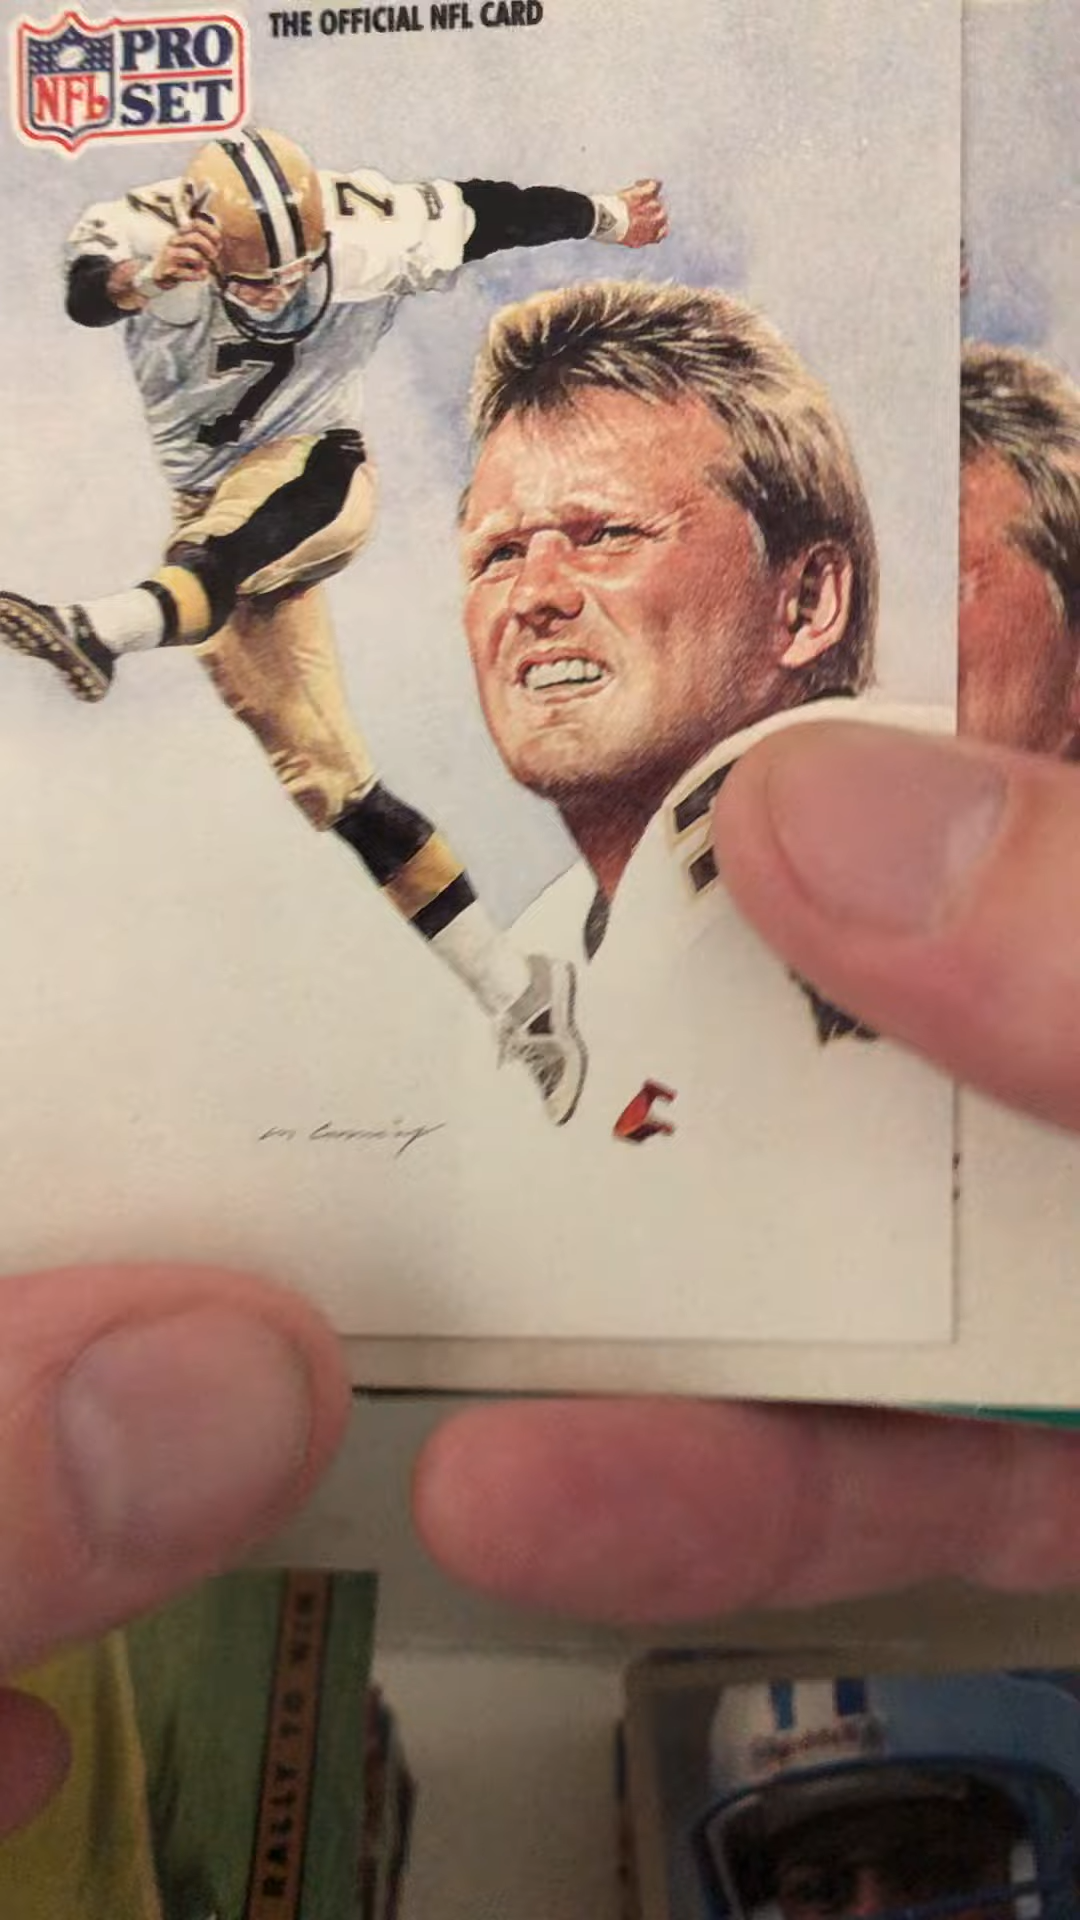 THE OFFICIAL NFL CARD
NFL PRO
SET
7
7
RALLY TO WIN